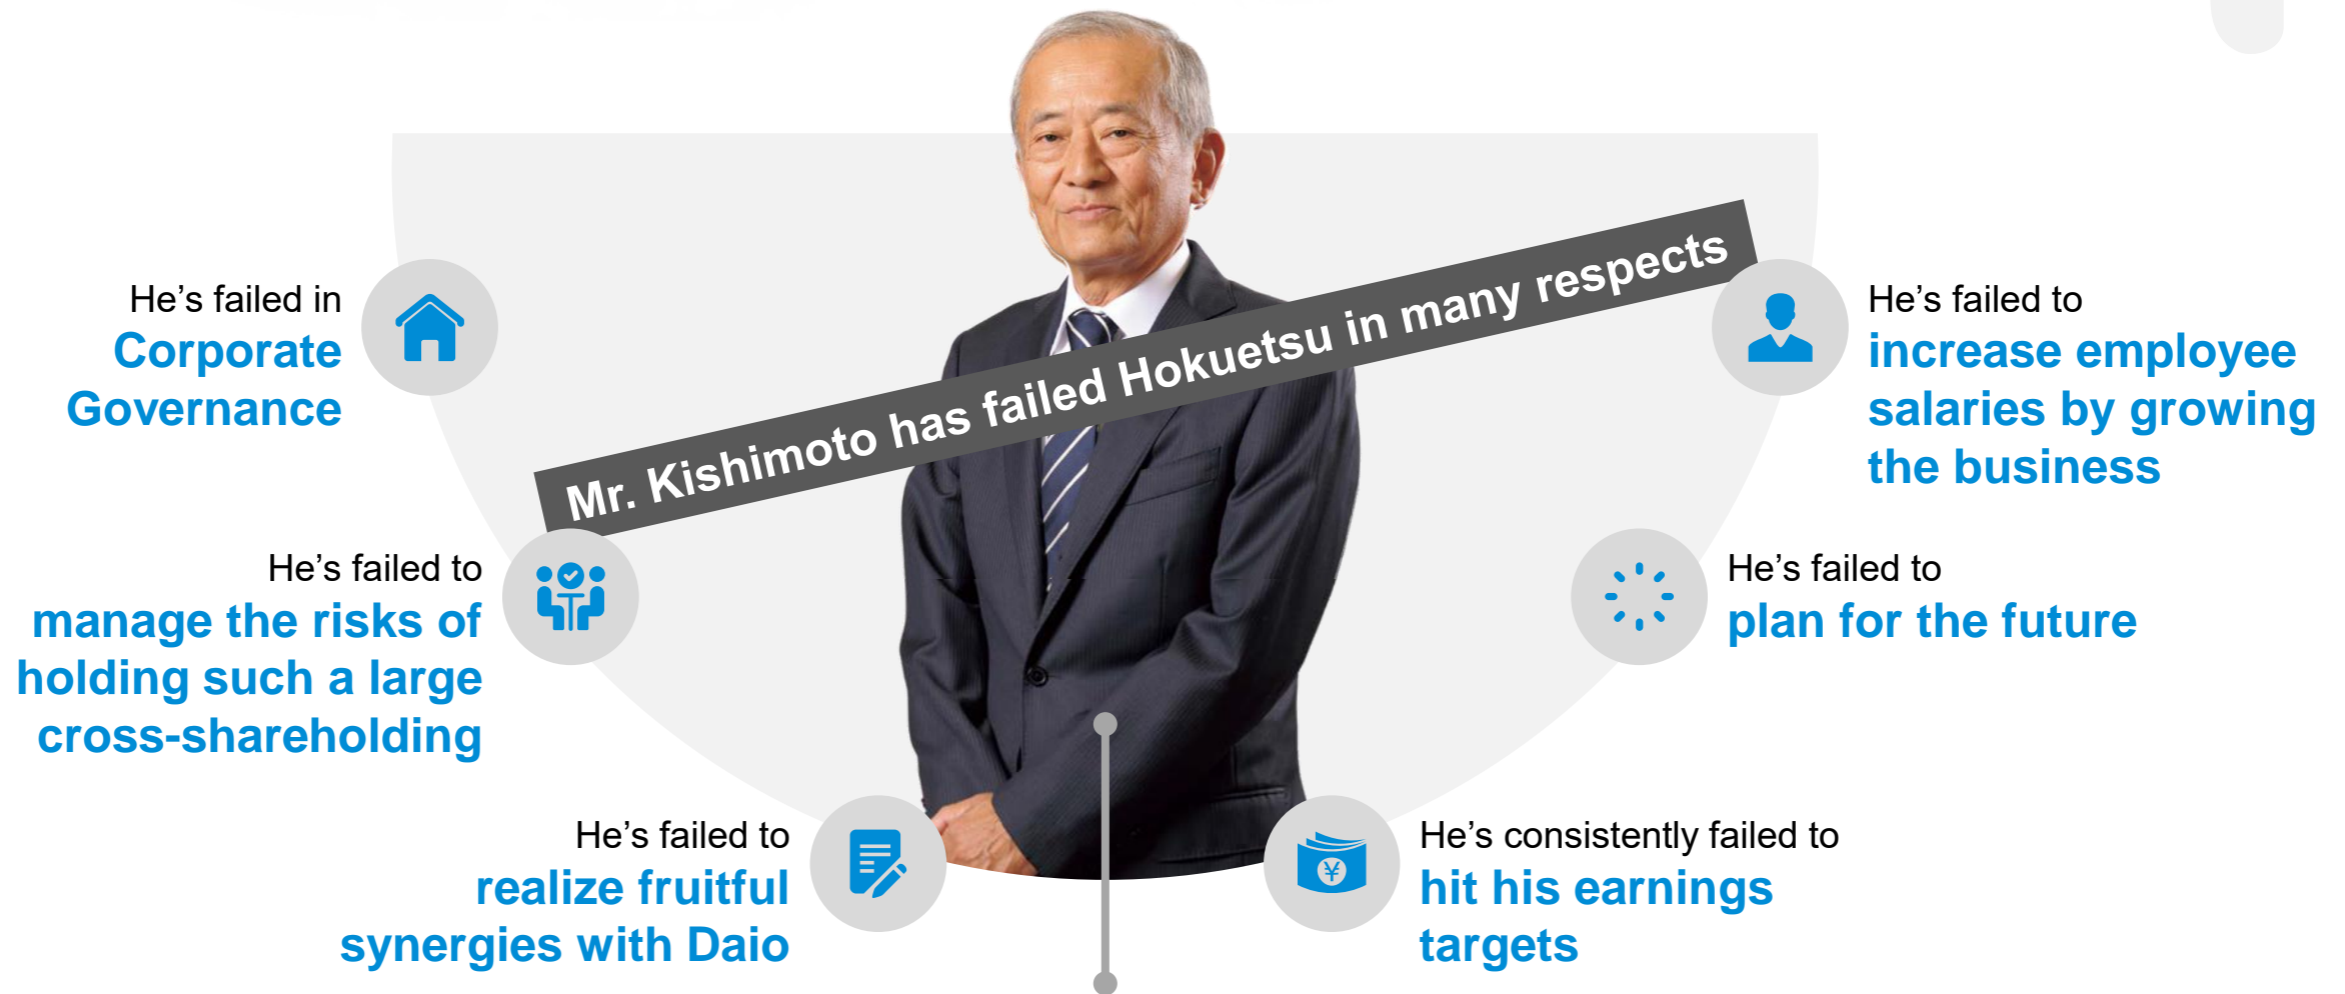 Mr. Kishimoto has failed Hokuetsu in many respects
He’s failed in
Corporate
Governance
He’s failed to
manage the risks of
holding such a large
cross-shareholding
He’s failed to
realize fruitful
synergies with Daio
He’s failed to
increase employee
salaries by growing
the business
He’s failed to
plan for the future
He’s consistently failed to
hit his earnings
targets
¥